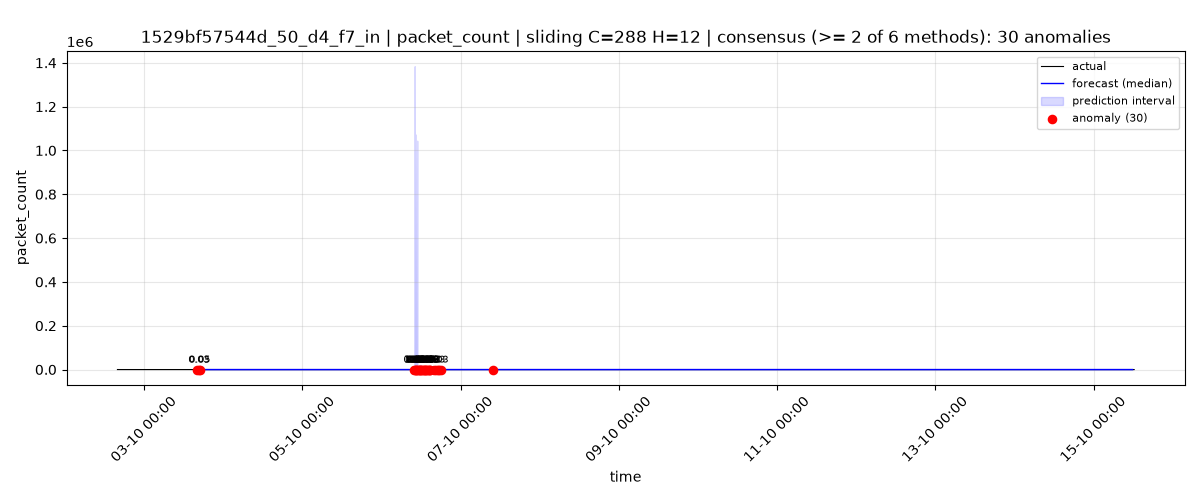 1529bf57544d_50_d4_f7_in | packet_count | sliding C=288 H=12 | consensus (>= 2 of 6 methods): 30 anomalies
1e6
1.4
1.2
1.0
0.8
0.6
0.4
0.2
0.0
packet_count
actual
forecast (median)
prediction interval
anomaly (30)
03-10 00:00
05-10 00:00
07-10 00:00
09-10 00:00
11-10 00:00
13-10 00:00
15-10 00:00
time